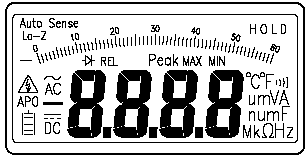 Auto Sense
Lo-Z
HOLD
0 10 20 30 40 50 60
REL Peak MAX MIN
AC
APO
DC
8.8.8.8
°C°F
umVA
numF
MkΩHz